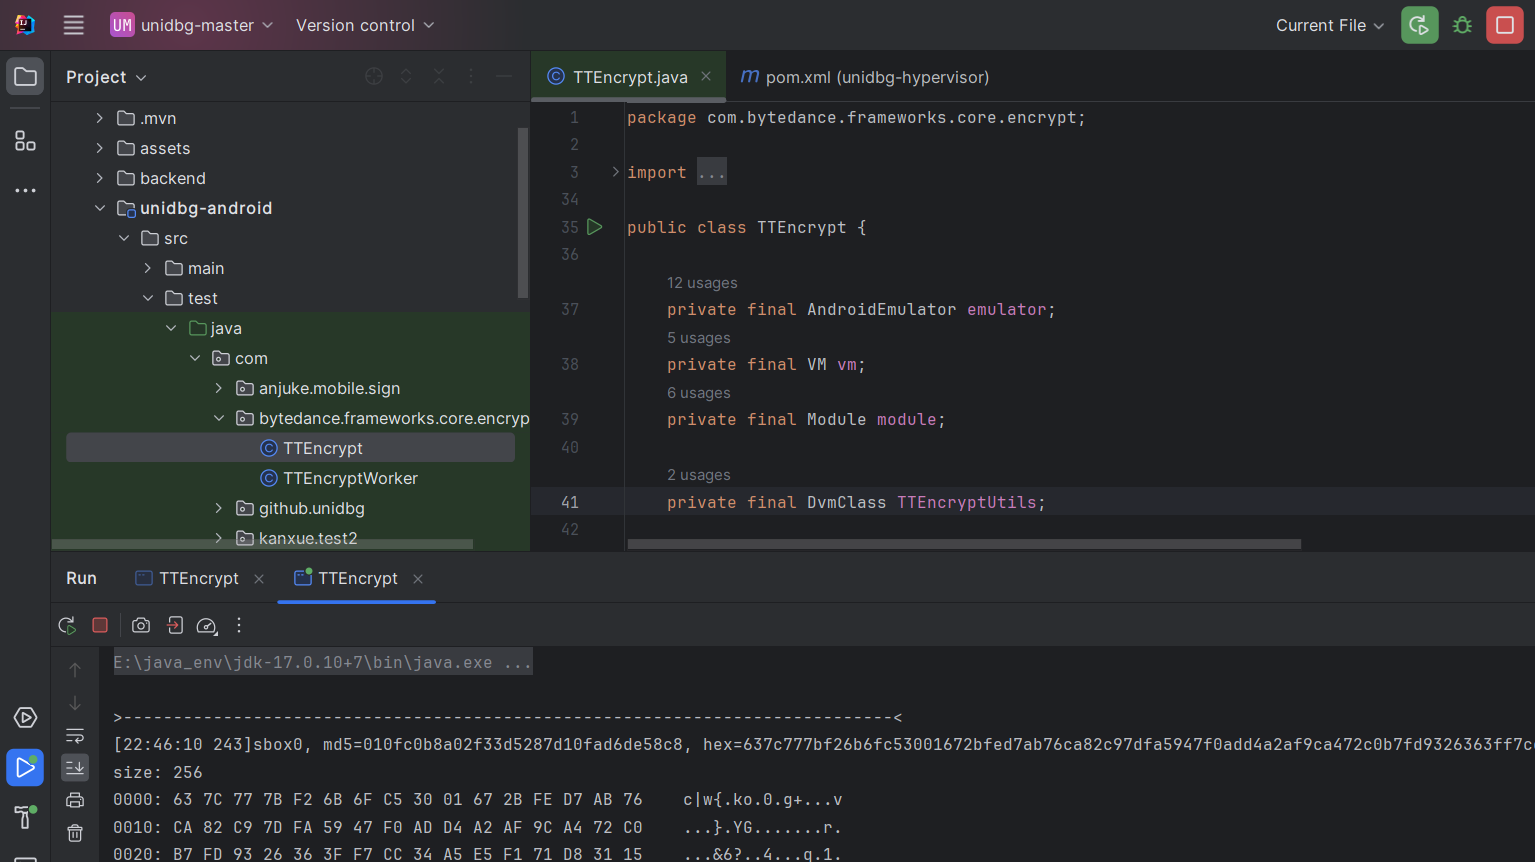 UM unidbg-master Version control Current File
Project
TTEncrypt.java
pom.xml (unidbg-hypervisor)
.mvn
assets
backend
unidbg-android
src
main
test
java
com
anjuke.mobile.sign
bytedance.frameworks.core.encryp
TTEncrypt
TTEncryptWorker
github.unidbg
kanxue.test2
1 package com.bytedance.frameworks.core.encrypt;
2
3 import ...
34
35 public class TTEncrypt {
36
12 usages
37 private final AndroidEmulator emulator;
5 usages
38 private final VM vm;
6 usages
39 private final Module module;
40
2 usages
41 private final DvmClass TTEncryptUtils;
42
Run TTEncrypt TTEncrypt
E:\java_env\jdk-17.0.10+7\bin\java.exe ...
>-----------------------------------------------------------------------------<
[22:46:10 243]sbox0, md5=010fc0b8a02f33d5287d10fad6de58c8, hex=637c777bf26b6fc53001672bfed7ab76ca82c97dfa5947f0add4a2af9ca472c0b7fd9326363ff7c
size: 256
0000: 63 7C 77 7B F2 6B 6F C5 30 01 67 2B FE D7 AB 76 c|w{.ko.0.g+...v
0010: CA 82 C9 7D FA 59 47 F0 AD D4 A2 AF 9C A4 72 C0 ...}.YG.......r.
0020: B7 FD 93 26 36 3F F7 CC 34 A5 E5 F1 71 D8 31 15 ...&6?..4...q.1.